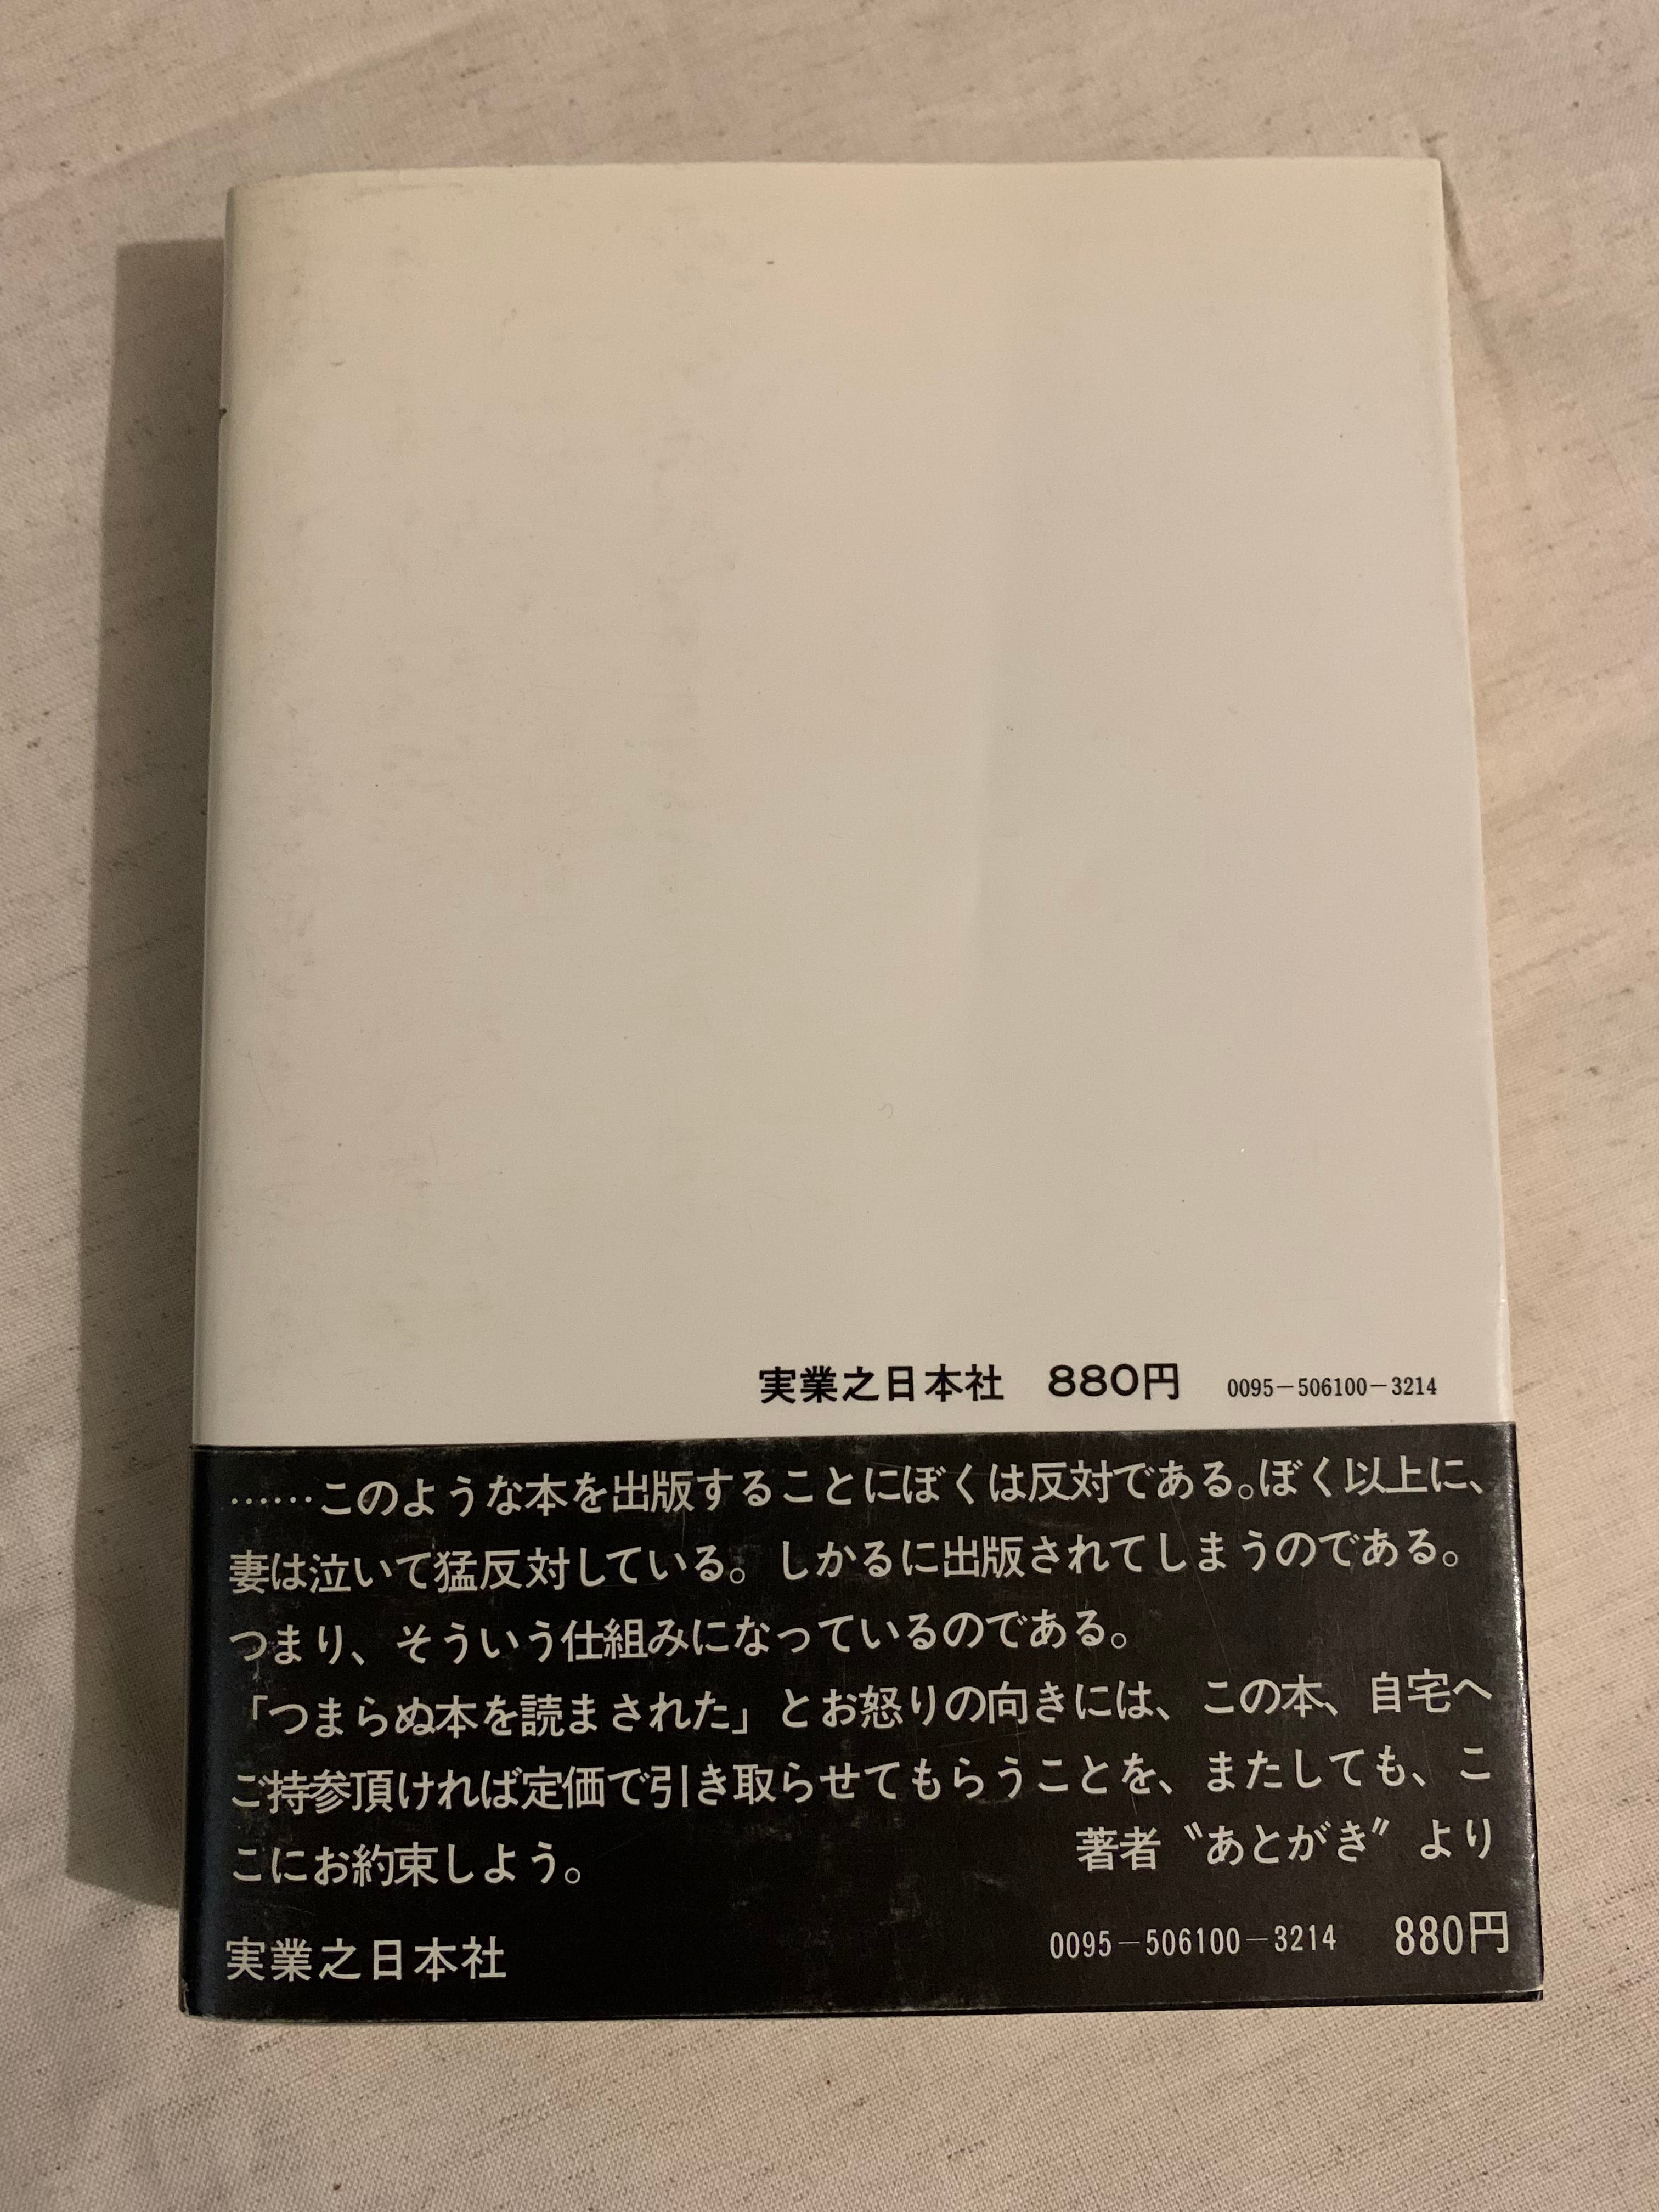 実業之日本社 880円 0095-506100-3214
……このような本を出版することにぼくは反対である。ぼく以上に、
妻は泣いて猛反対している。しかるに出版されてしまうのである。
つまり、そういう仕組みになっているのである。
「つまらぬ本を読まされた」とお怒りの向きには、この本、自宅へ
ご持参頂ければ定価で引き取らせてもらうことを、またしても、こ
こにお約束しよう。 著者〝あとがき〟より
実業之日本社 0095-506100-3214 880円